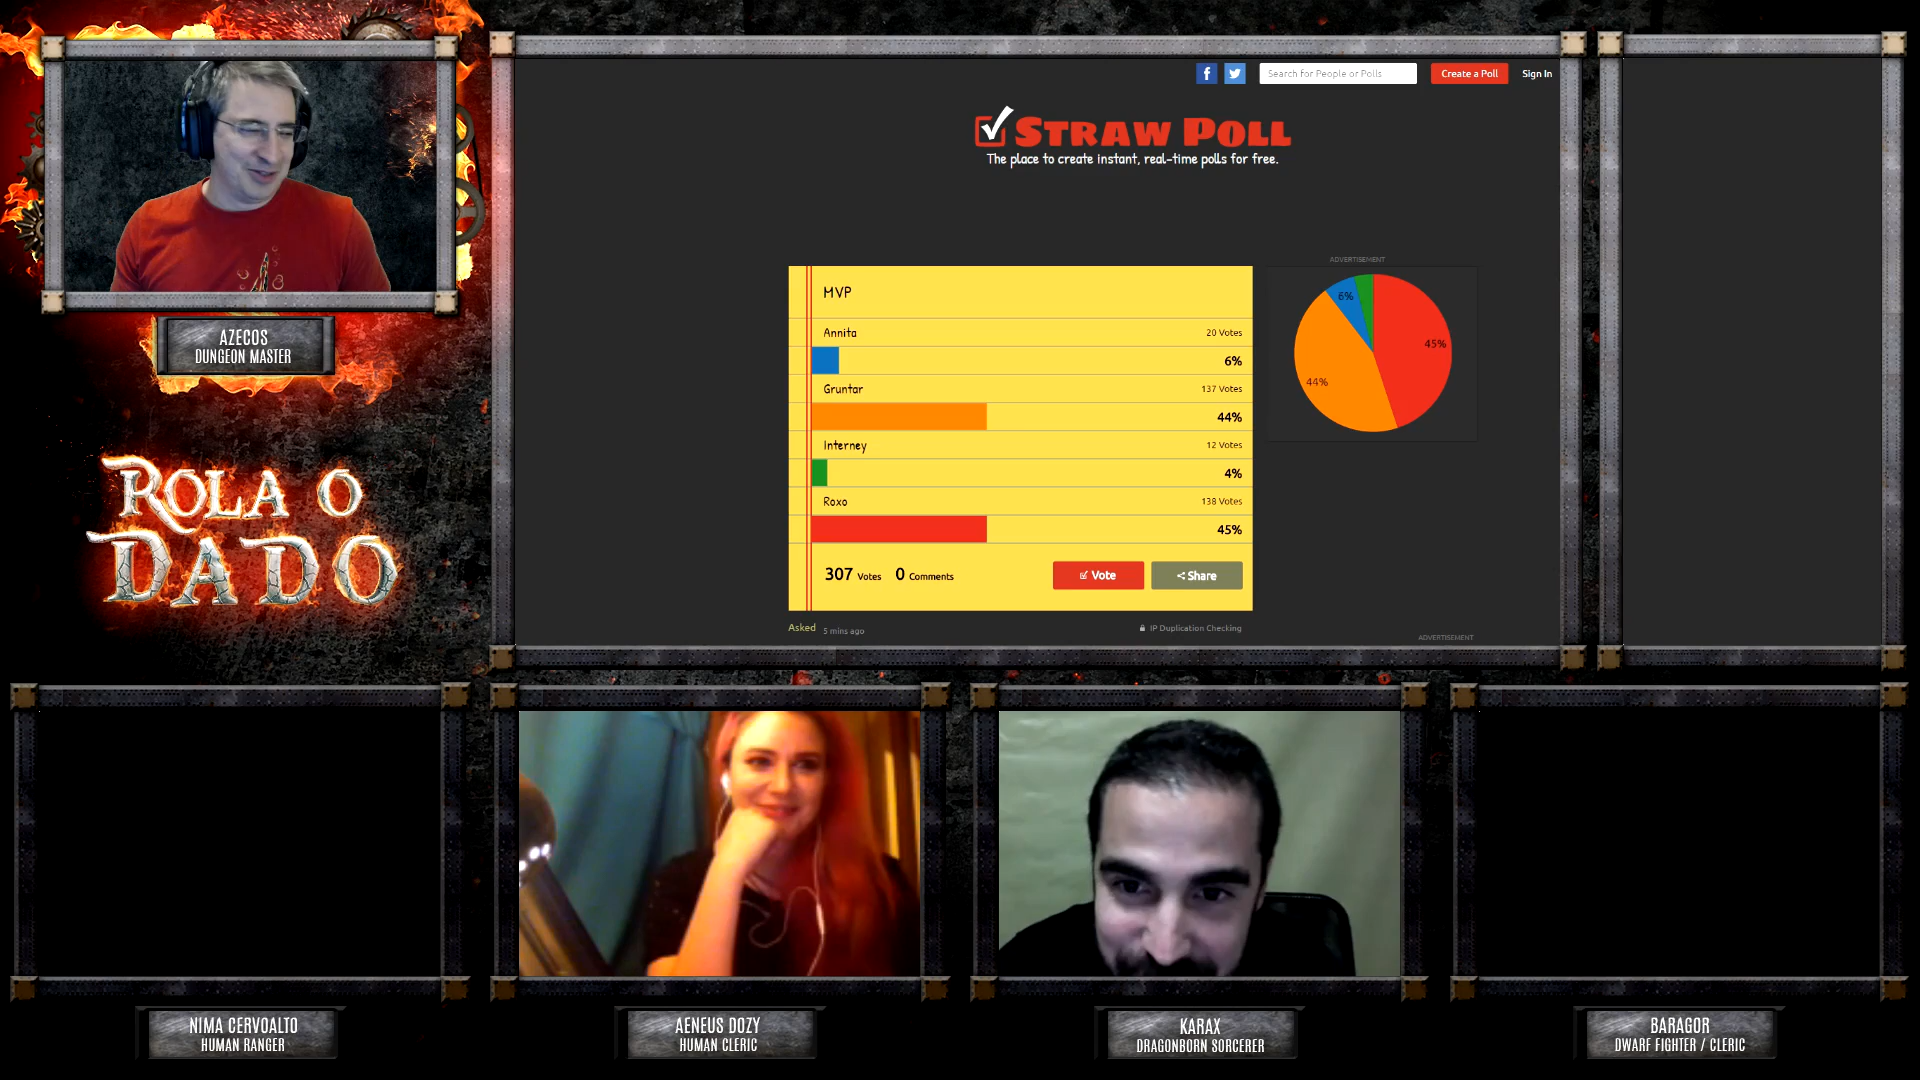 Search for People or Polls
Create a Poll
Sign In
STRAW POLL
The place to create instant, real-time polls for free.
AZECOS
DUNGEON MASTER
ROLA O
DADO
MVP
Annita
20 Votes
6%
Gruntar
137 Votes
44%
Interney
12 Votes
4%
Roxo
138 Votes
45%
307 Votes 0 Comments
Vote
Share
Asked 5 mins ago
IP Duplication Checking
ADVERTISEMENT
6%
45%
44%
ADVERTISEMENT
NIMA CERVOALTO
HUMAN RANGER
AENEUS DOZY
HUMAN CLERIC
KARAX
DRAGONBORN SORCERER
BARAGOR
DWARF FIGHTER / CLERIC